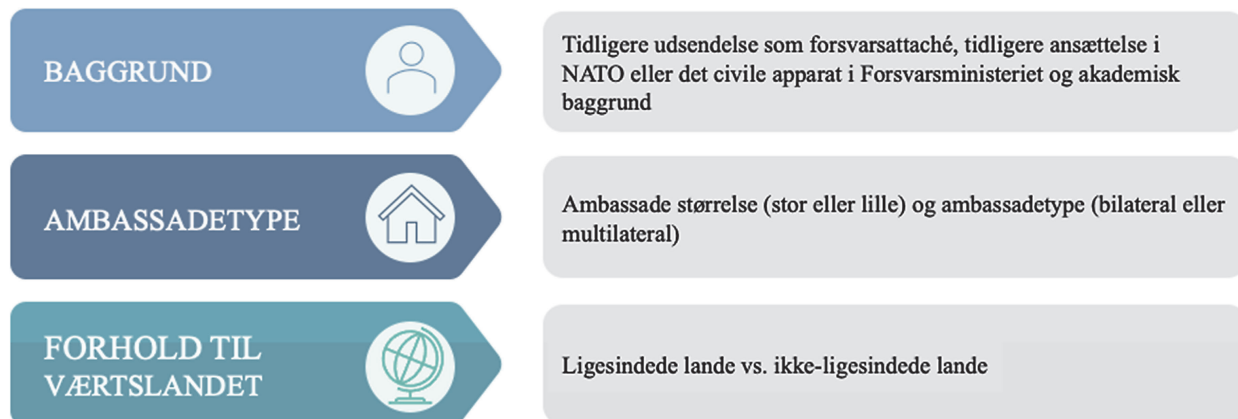 BAGGRUND
Tidligere udsendelse som forsvarsattaché, tidligere ansættelse i
NATO eller det civile apparat i Forsvarsministeriet og akademisk
baggrund
AMBASSADETYPE
Ambassade størrelse (stor eller lille) og ambassadetype (bilateral eller
multilateral)
FORHOLD TIL
VÆRTSLANDET
Ligesindede lande vs. ikke-ligesindede lande